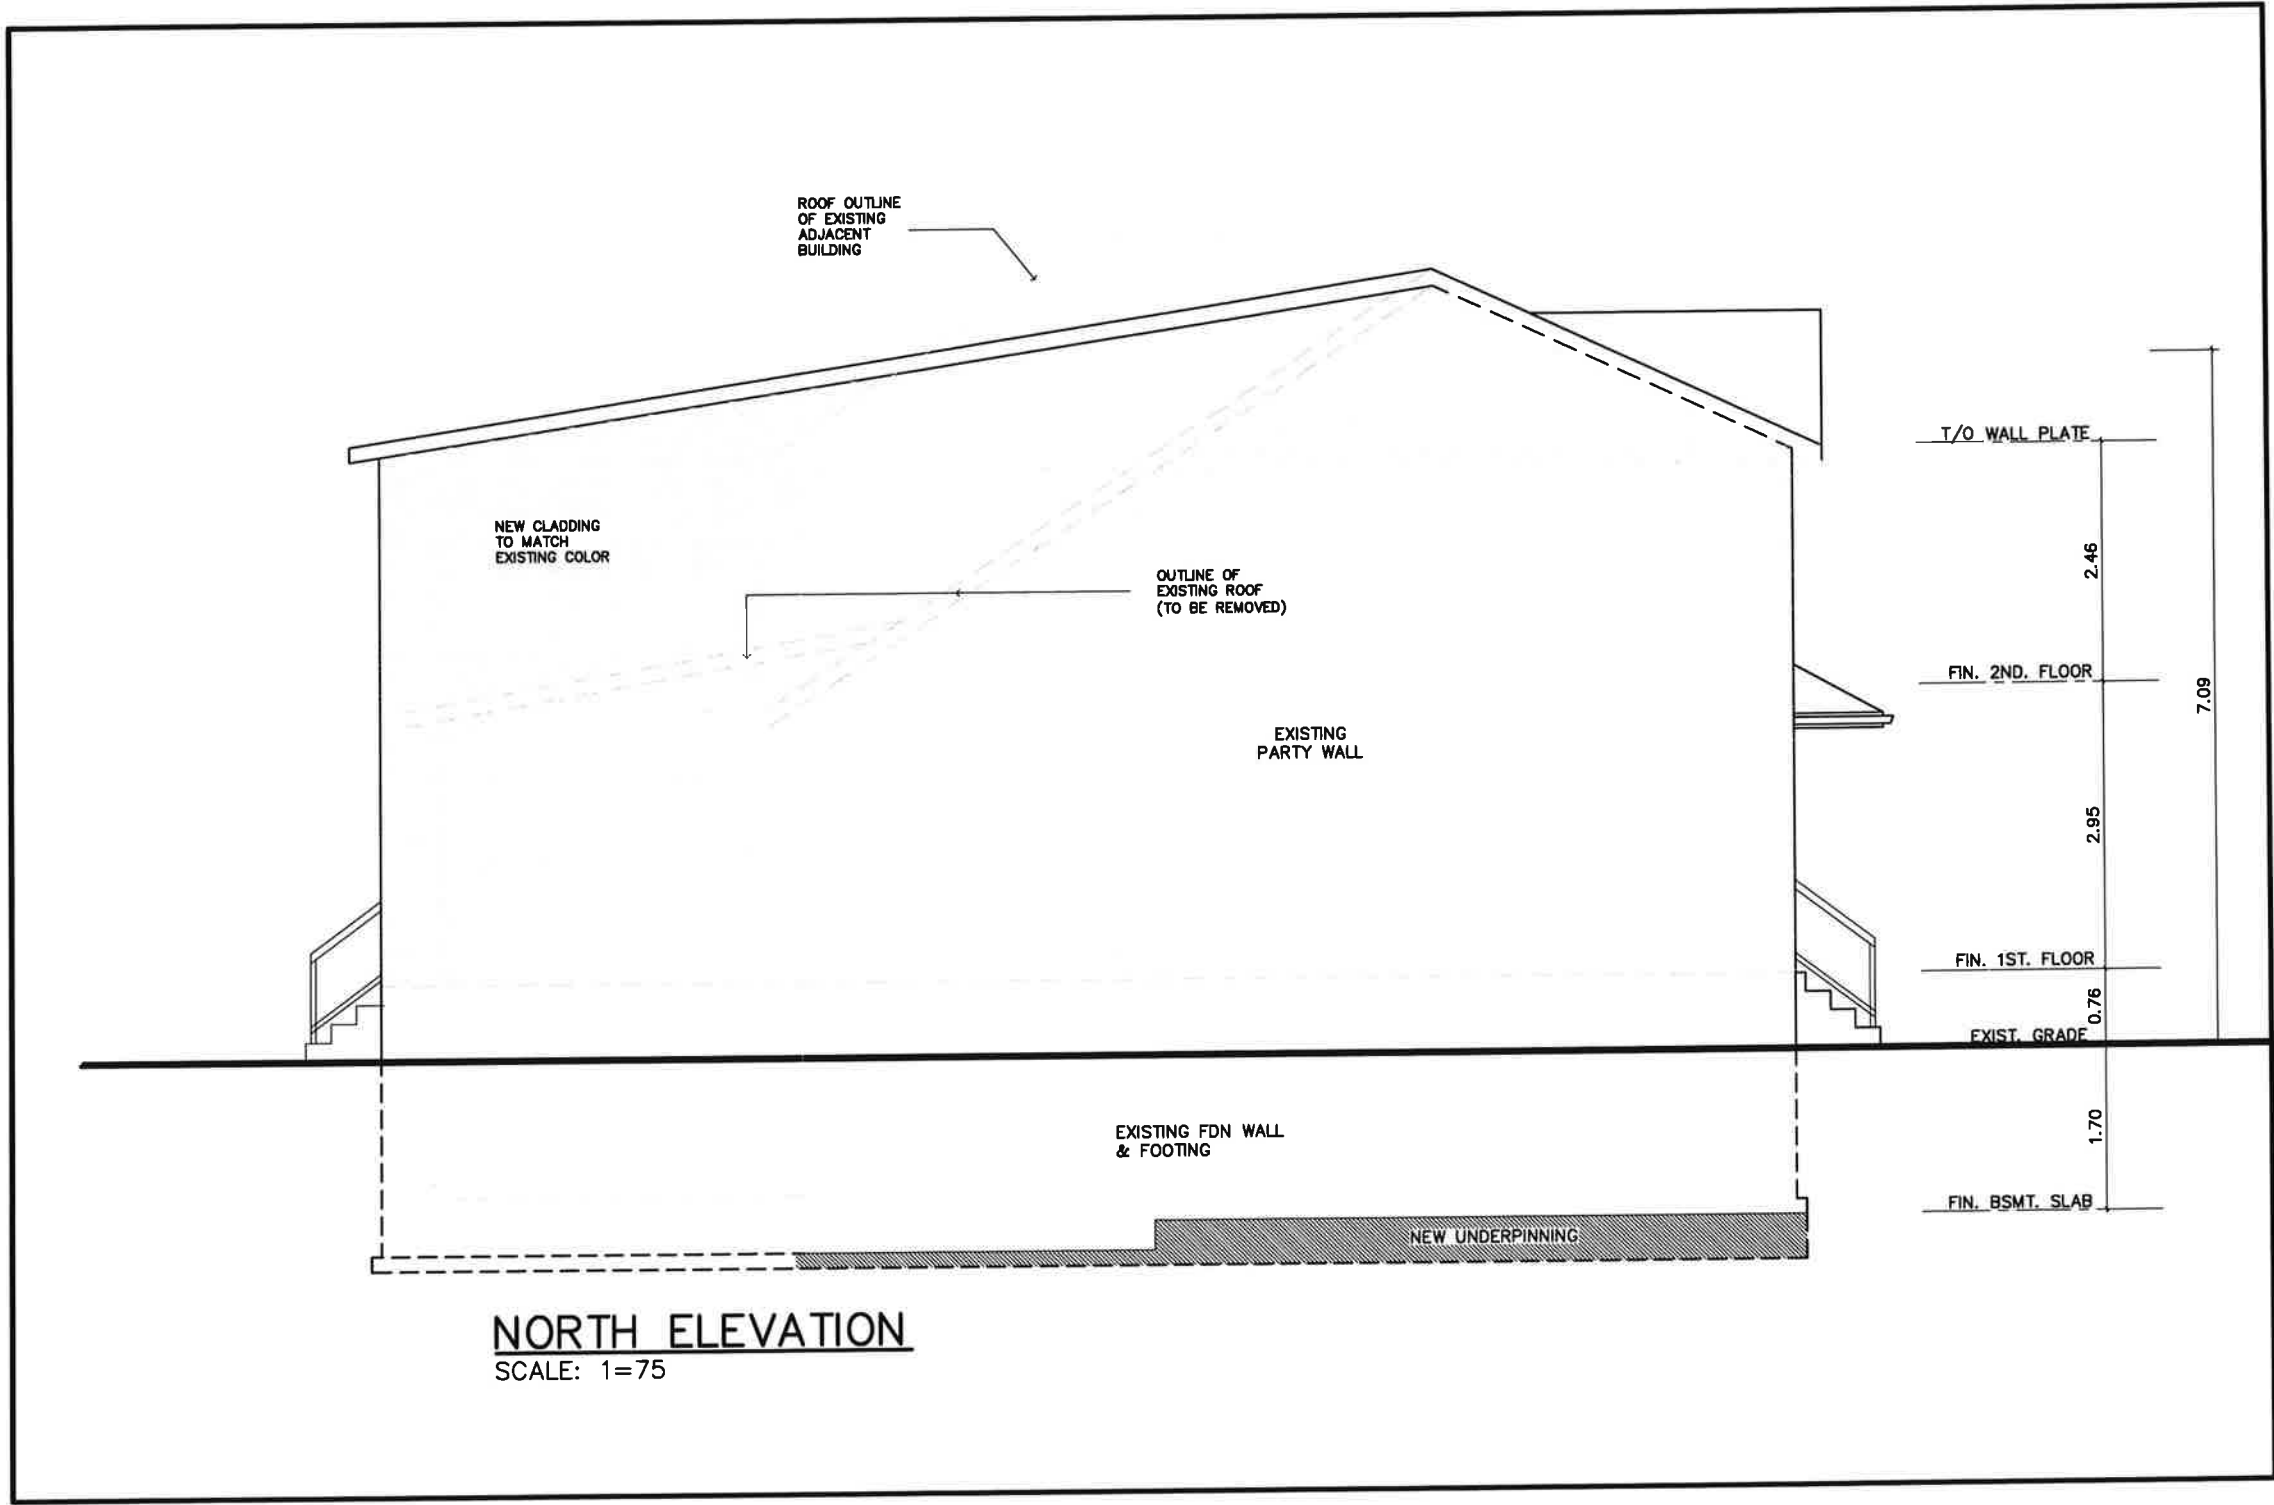 ROOF OUTLINE
OF EXISTING
ADJACENT
BUILDING
T/O WALL PLATE
NEW CLADDING
TO MATCH
EXISTING COLOR
2.46
OUTLINE OF
EXISTING ROOF
(TO BE REMOVED)
FIN. 2ND. FLOOR
7.09
EXISTING
PARTY WALL
2.95
FIN. 1ST. FLOOR
0.76
EXIST. GRADE
EXISTING FDN WALL
& FOOTING
1.70
FIN. BSMT. SLAB
NEW UNDERPINNING
NORTH ELEVATION
SCALE: 1=75